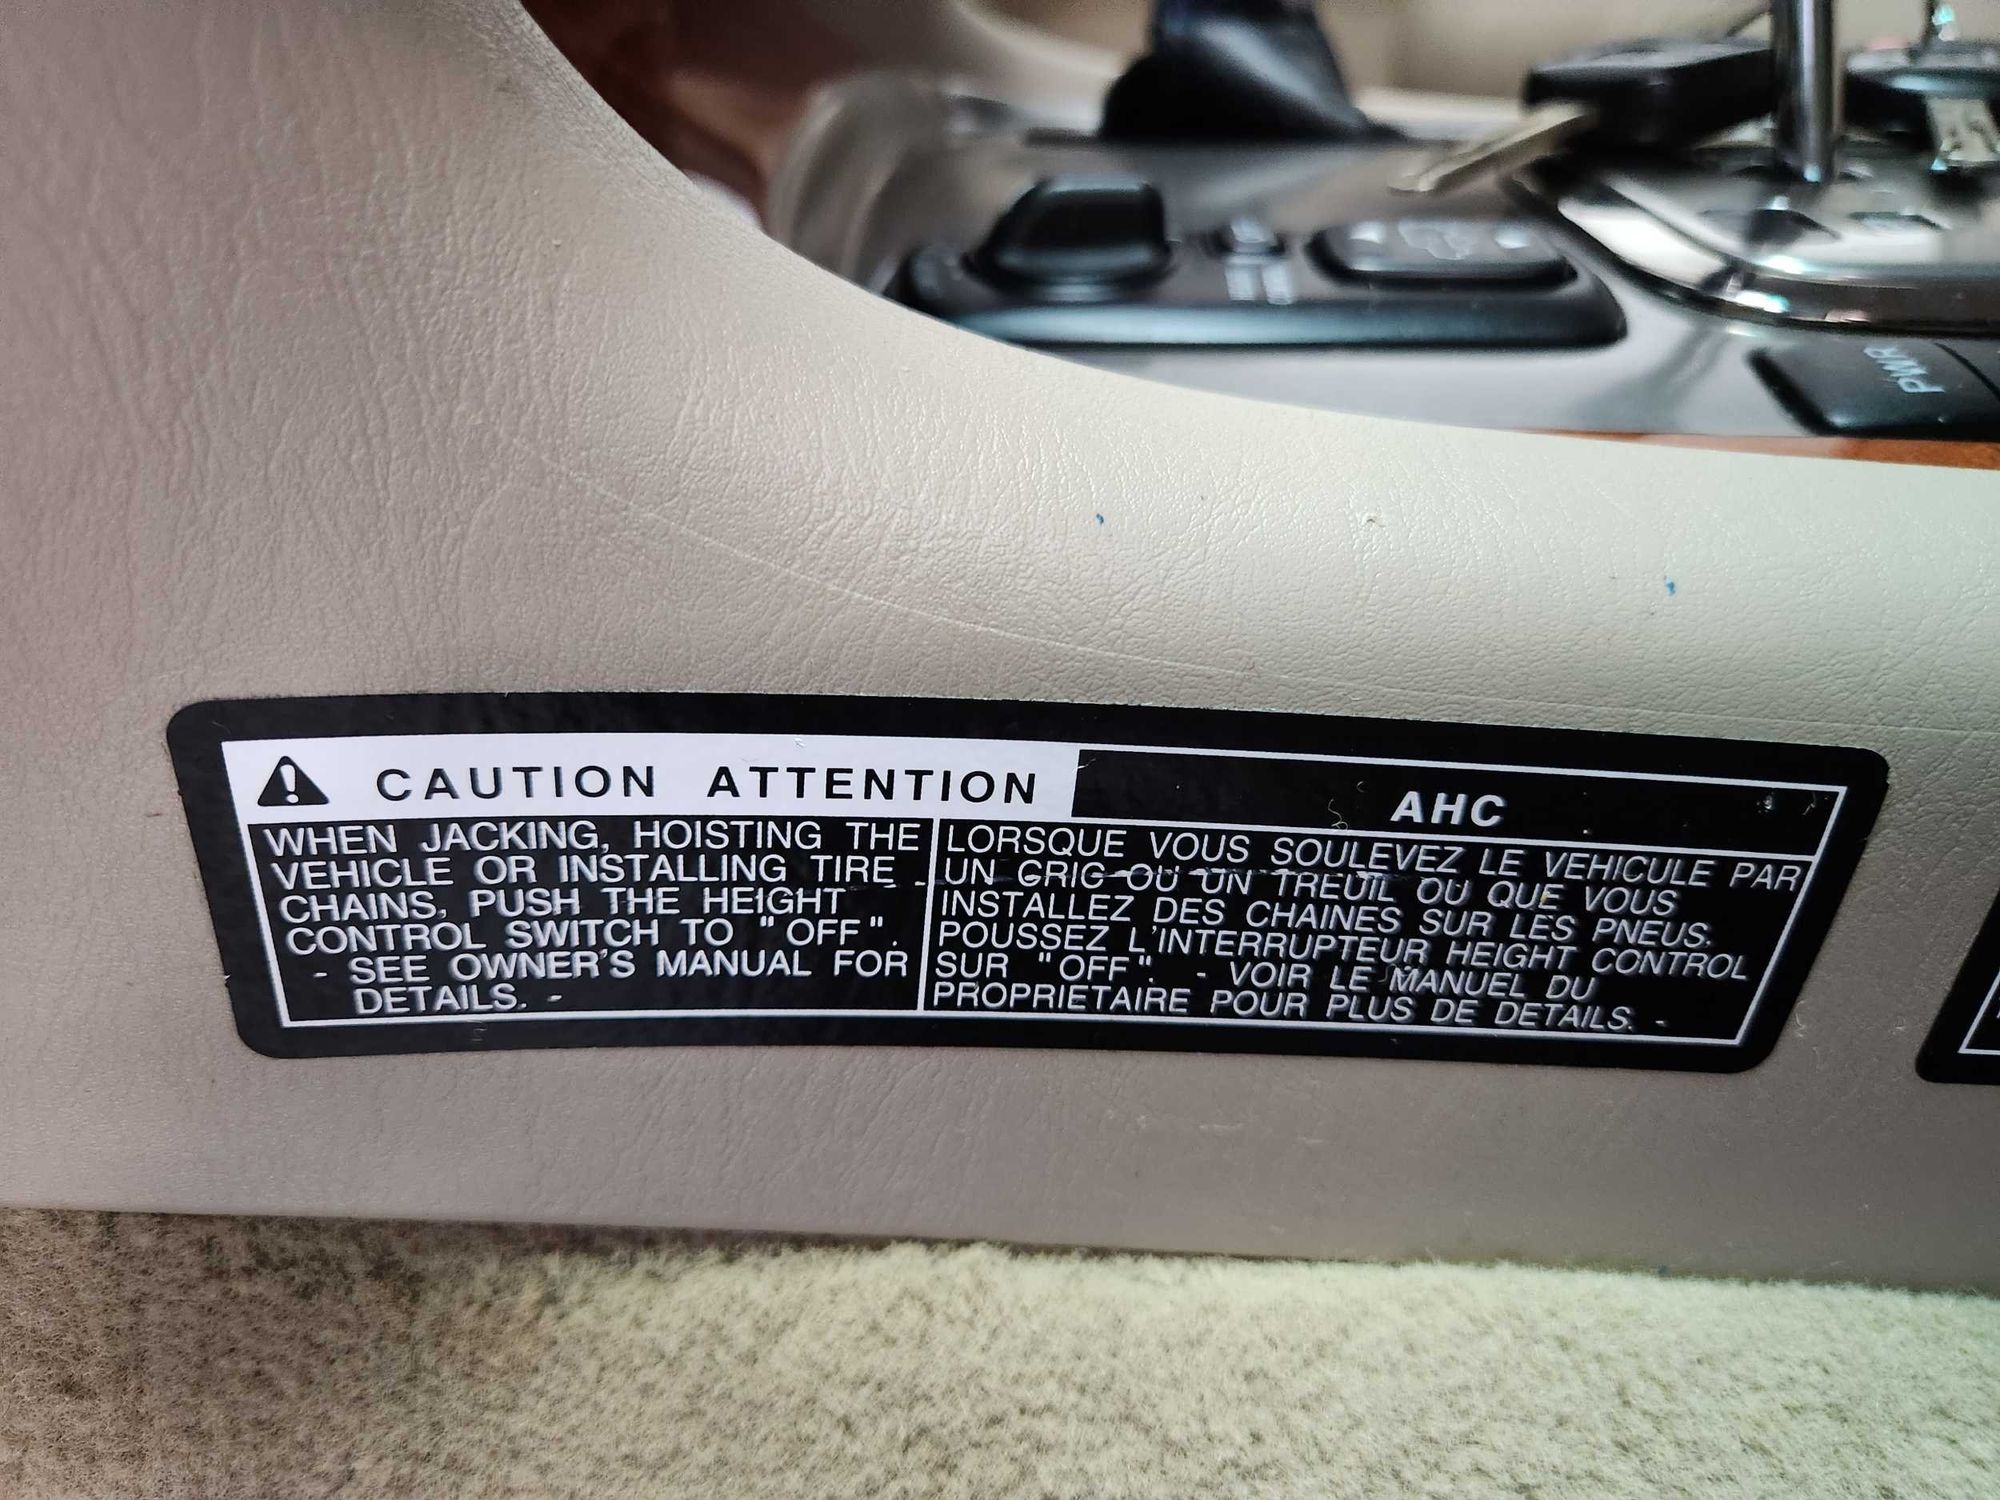 PWR
CAUTION ATTENTION
AHC
WHEN JACKING, HOISTING THE
VEHICLE OR INSTALLING TIRE
CHAINS, PUSH THE HEIGHT
CONTROL SWITCH TO "OFF".
- SEE OWNER'S MANUAL FOR
DETAILS. -
LORSQUE VOUS SOULEVEZ LE VEHICULE PAR
UN CRIC OU UN TREUIL OU QUE VOUS
INSTALLEZ DES CHAINES SUR LES PNEUS.
POUSSEZ L'INTERRUPTEUR HEIGHT CONTROL
SUR "OFF". - VOIR LE MANUEL DU
PROPRIETAIRE POUR PLUS DE DETAILS. -